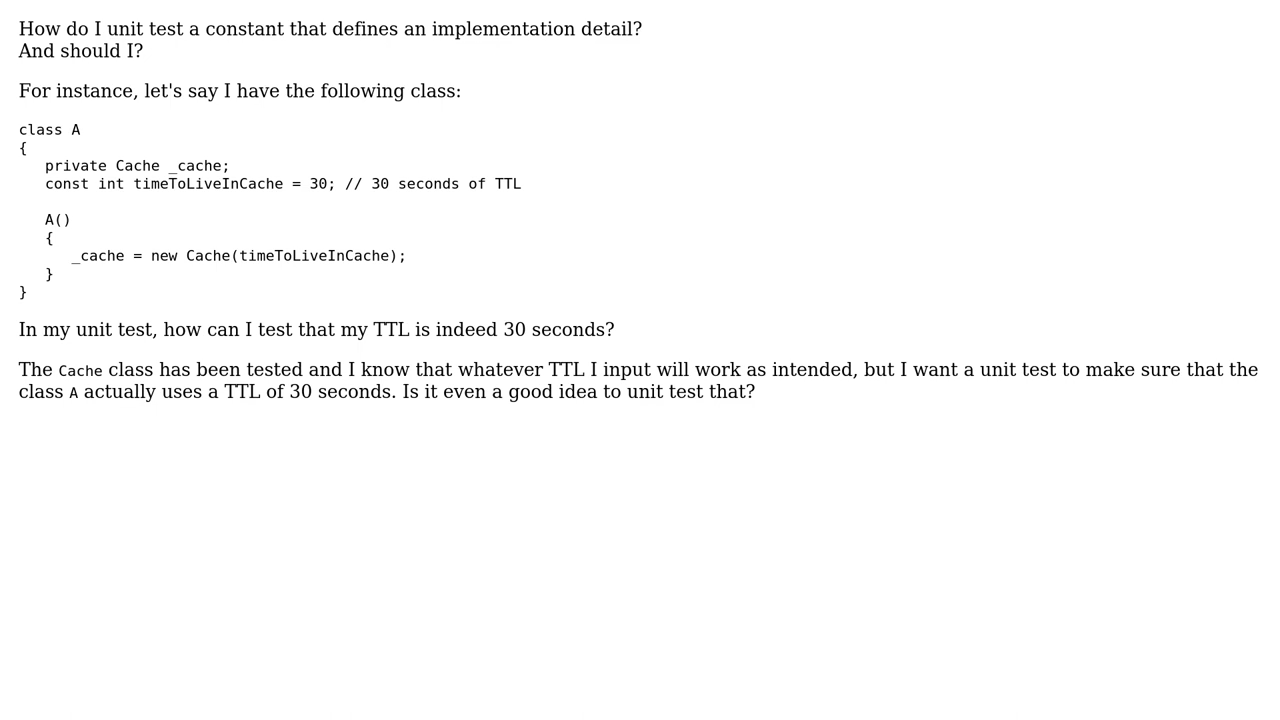 How do I unit test a constant that defines an implementation detail?
And should I?
For instance, let's say I have the following class:
class A
{
   private Cache _cache;
   const int timeToLiveInCache = 30; // 30 seconds of TTL
   A()
   {
      _cache = new Cache(timeToLiveInCache);
   }
}
In my unit test, how can I test that my TTL is indeed 30 seconds?
The Cache class has been tested and I know that whatever TTL I input will work as intended, but I want a unit test to make sure that the
class A actually uses a TTL of 30 seconds. Is it even a good idea to unit test that?